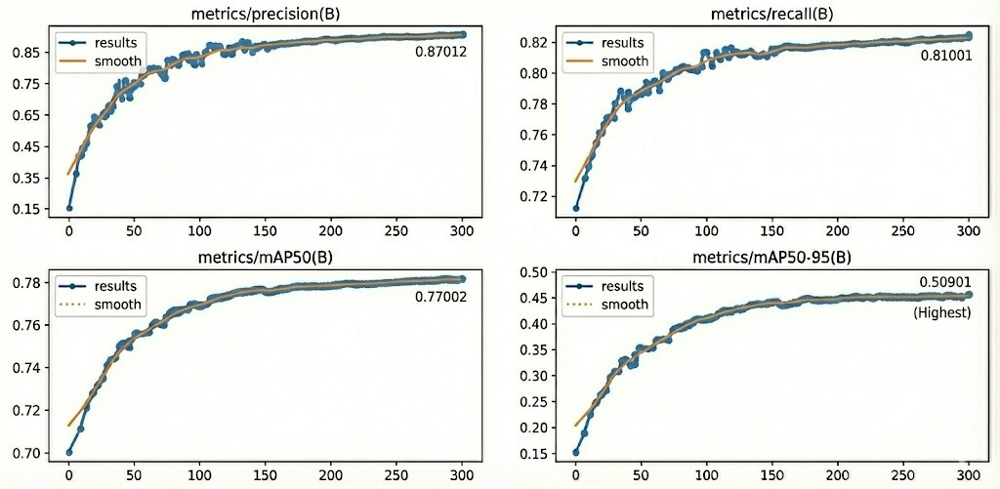 metrics/precision(B)
0.85
0.75
0.65
0.45
0.35
0.15
results
smooth
0.87012
0 50 100 150 200 250 300
metrics/recall(B)
0.82
0.80
0.78
0.76
0.74
0.72
results
smooth
0.81001
0 50 100 150 200 250 300
metrics/mAP50(B)
0.78
0.76
0.74
0.72
0.70
results
smooth
0.77002
0 50 100 150 200 250 300
metrics/mAP50-95(B)
0.50
0.45
0.40
0.35
0.30
0.25
0.20
0.15
results
smooth
0.50901
(Highest)
0 50 100 150 200 250 300